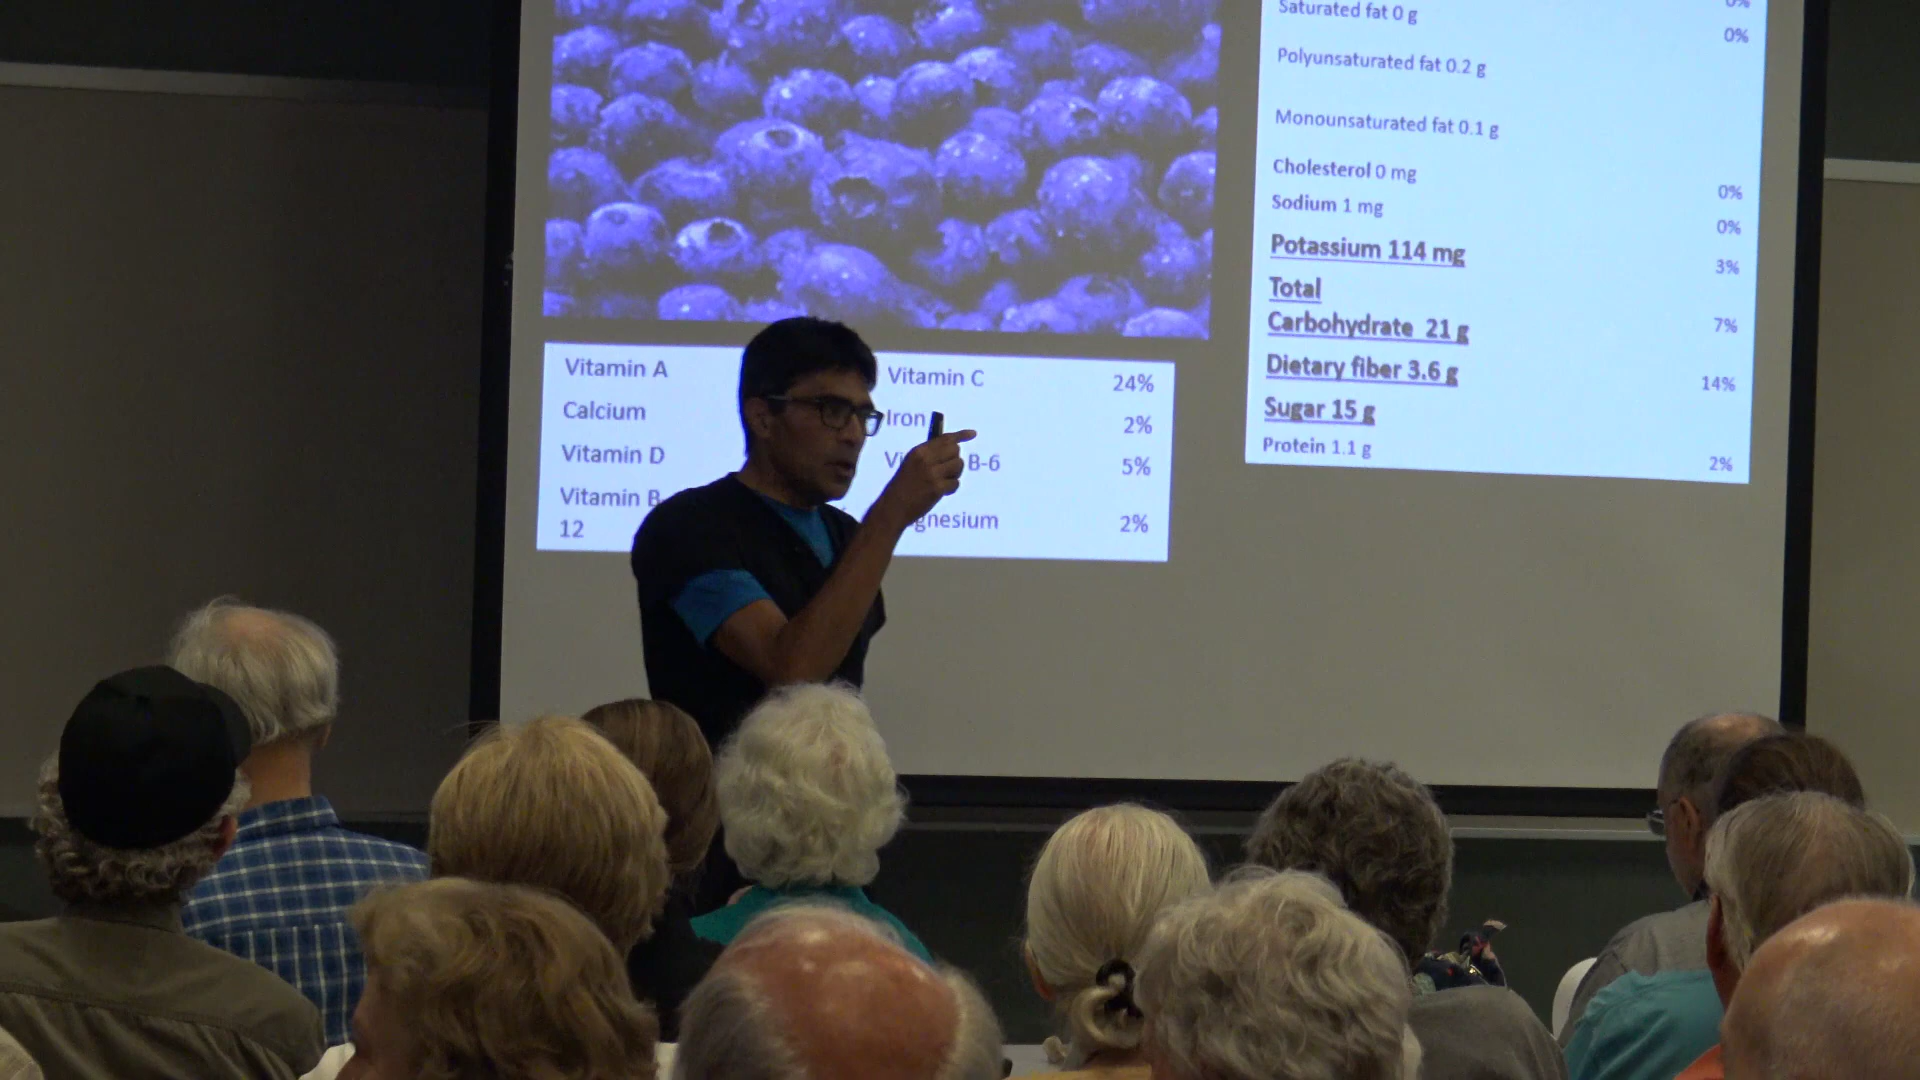 0%
Saturated fat 0 g
0%
Polyunsaturated fat 0.2 g
Monounsaturated fat 0.1 g
Cholesterol 0 mg
0%
Sodium 1 mg
0%
Potassium 114 mg
3%
Total
Carbohydrate 21 g
7%
Dietary fiber 3.6 g
14%
Sugar 15 g
Protein 1.1 g
2%
Vitamin A
Vitamin C 24%
Calcium
Iron 2%
Vitamin D
B-6 5%
Vitamin B-
12
gnesium 2%